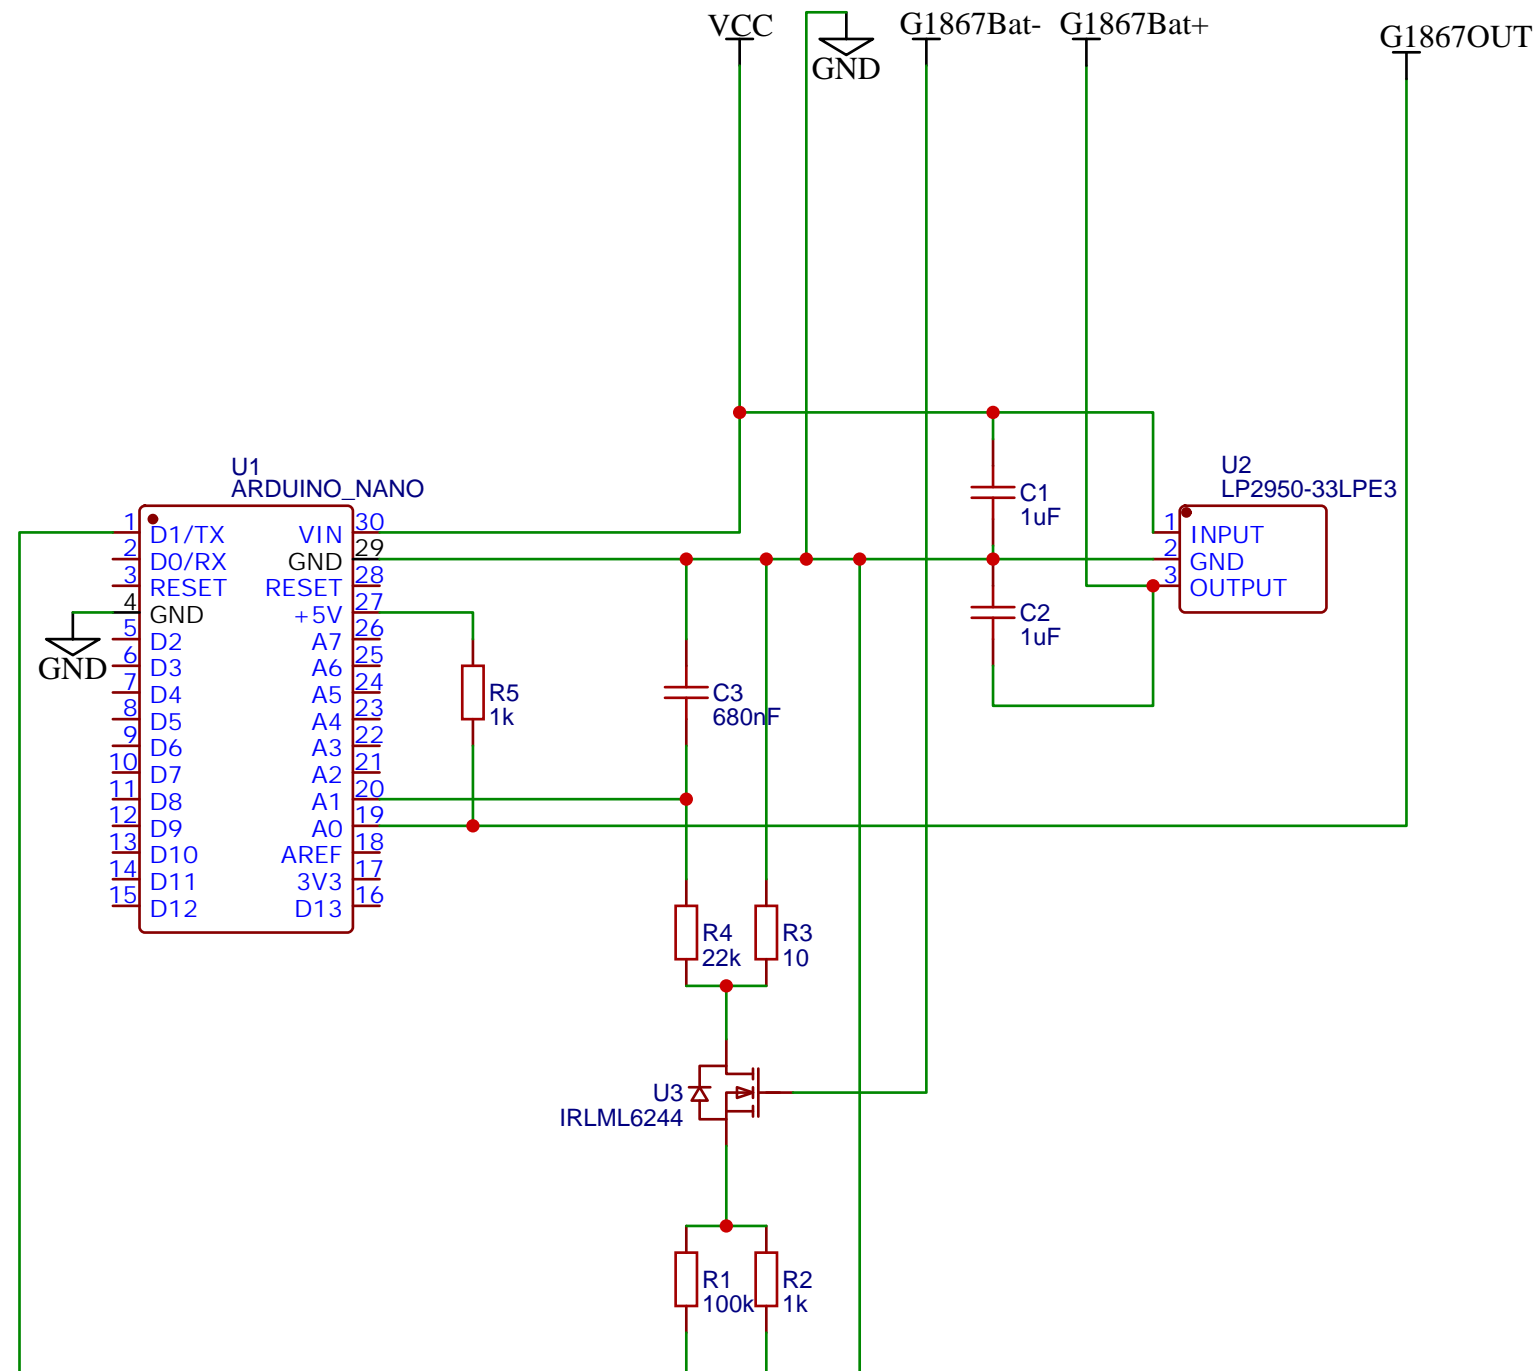 VCC
GND
G1867Bat-
G1867Bat+
G1867OUT
U1
ARDUINO_NANO
1 D1/TX VIN 30
2 D0/RX GND 29
3 RESET RESET 28
4 GND +5V 27
5 D2 A7 26
6 D3 A6 25
7 D4 A5 24
8 D5 A4 23
9 D6 A3 22
10 D7 A2 21
11 D8 A1 20
12 D9 A0 19
13 D10 AREF 18
14 D11 3V3 17
15 D12 D13 16
GND
R5
1k
C3
680nF
C1
1uF
C2
1uF
U2
LP2950-33LPE3
1 INPUT
2 GND
3 OUTPUT
R4
22k
R3
10
U3
IRLML6244
R1
100k
R2
1k